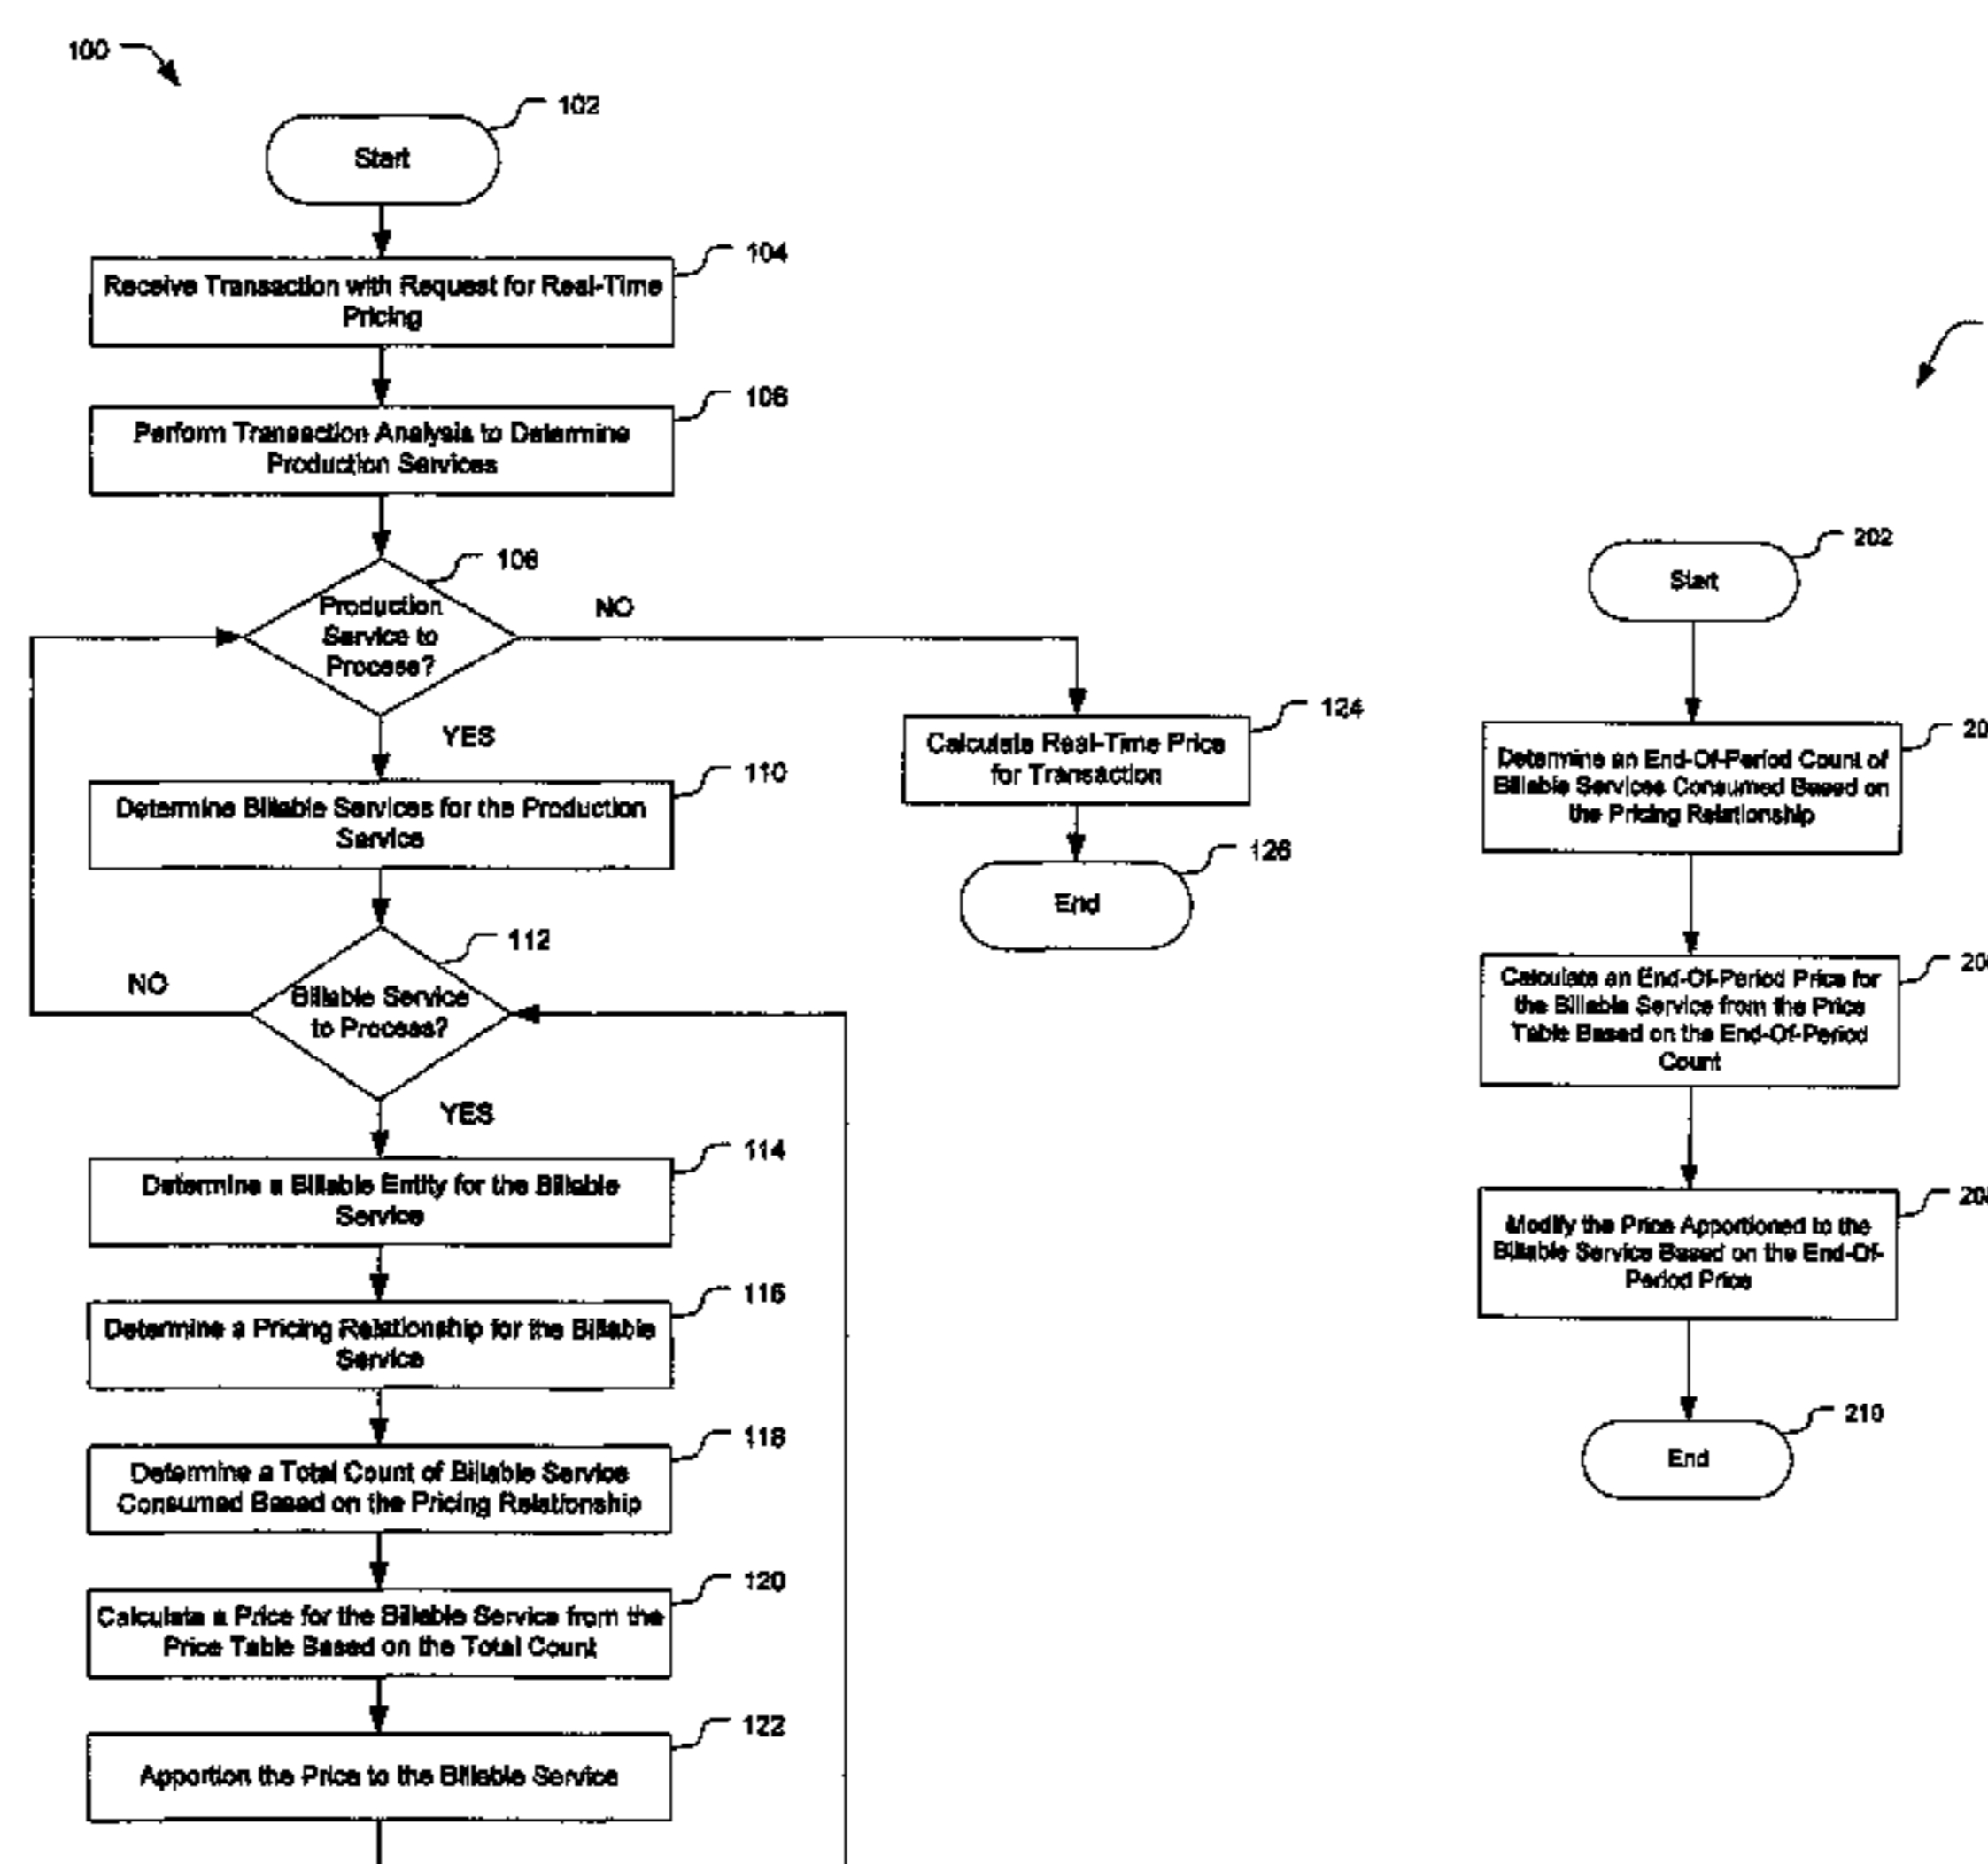 100
102
Start
104
Receive Transaction with Request for Real-Time
Pricing
106
Perform Transaction Analysis to Determine
Production Services
108
Production
Service to
Process?
NO
YES
124
Calculate Real-Time Price
for Transaction
110
Determine Billable Services for the Production
Service
126
End
112
Billable Service
to Process?
NO
YES
114
Determine a Billable Entity for the Billable
Service
116
Determine a Pricing Relationship for the Billable
Service
118
Determine a Total Count of Billable Service
Consumed Based on the Pricing Relationship
120
Calculate a Price for the Billable Service from the
Price Table Based on the Total Count
122
Apportion the Price to the Billable Service
202
Start
Determine an End-Of-Period Count of
Billable Services Consumed Based on
the Pricing Relationship
Calculate an End-Of-Period Price for
the Billable Service from the Price
Table Based on the End-Of-Period
Count
Modify the Price Apportioned to the
Billable Service Based on the End-Of-
Period Price
210
End